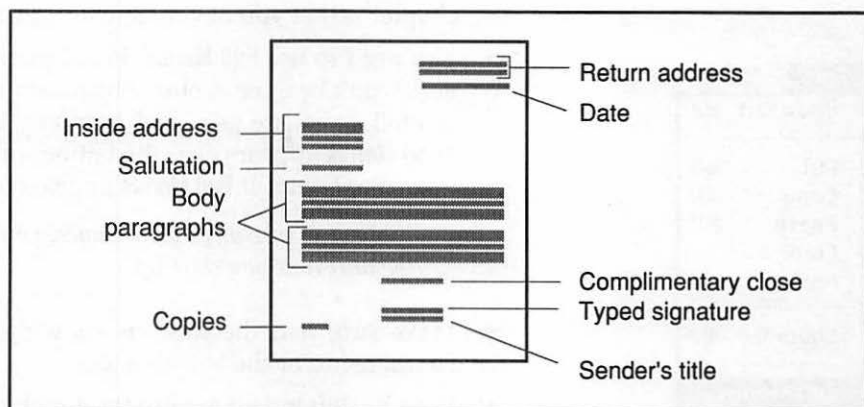 Return address
Date
Inside address
Salutation
Body
paragraphs
Complimentary close
Typed signature
Copies
Sender's title